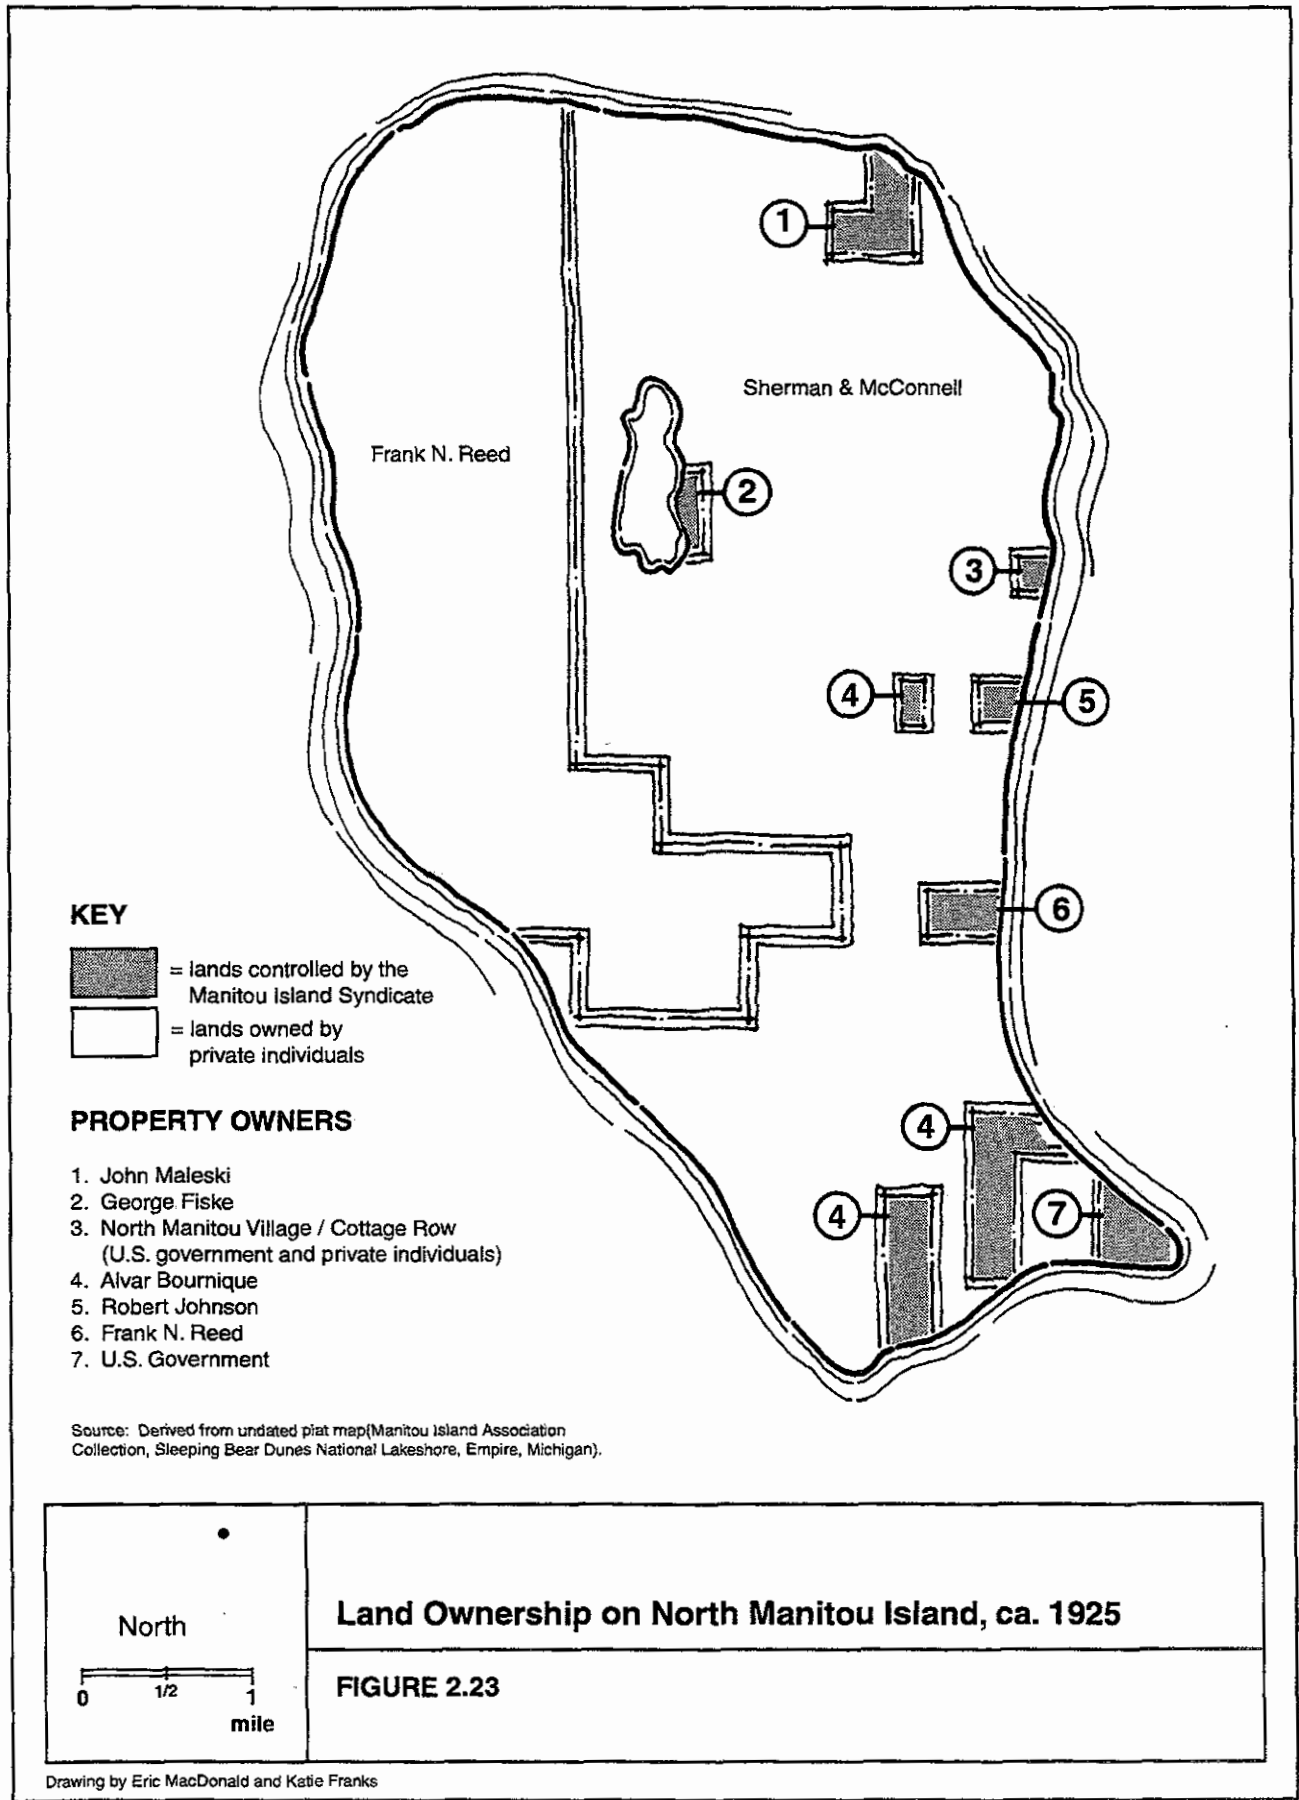 1
Sherman & McConnell
Frank N. Reed
2
3
4
5
6
KEY
= lands controlled by the
Manitou Island Syndicate
= lands owned by
private individuals
4
4
7
PROPERTY OWNERS
1. John Maleski
2. George Fiske
3. North Manitou Village / Cottage Row
(U.S. government and private individuals)
4. Alvar Bournique
5. Robert Johnson
6. Frank N. Reed
7. U.S. Government
Source: Derived from undated plat map(Manitou Island Association
Collection, Sleeping Bear Dunes National Lakeshore, Empire, Michigan).
North
0 1/2 1
mile
Land Ownership on North Manitou Island, ca. 1925
FIGURE 2.23
Drawing by Eric MacDonald and Katie Franks